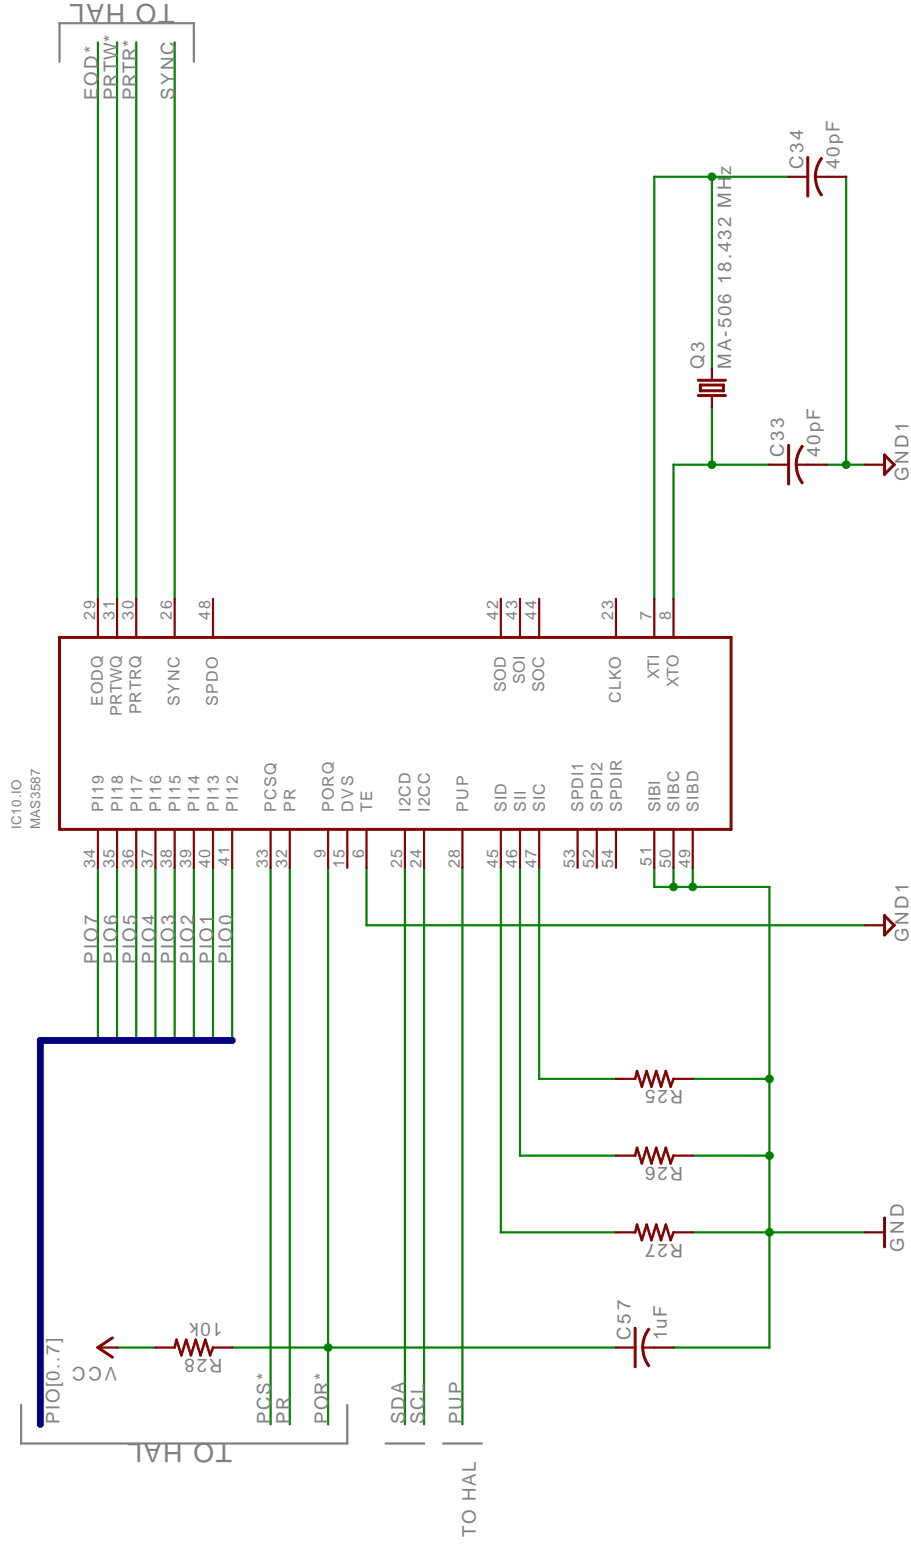 IC10.IO
MAS3587
TO HAL
PIO[0..7]
VCC
10k
R28
PCS*
PR
POR*
SDA
SCL
PUP
TO HAL
C57
1uF
R27
R26
R25
GND
GND1
PIO7
PIO6
PIO5
PIO4
PIO3
PIO2
PIO1
PIO0
34
35
36
37
38
39
40
41
33
32
9
15
6
25
24
28
45
46
47
53
52
54
51
50
49
PI19
PI18
PI17
PI16
PI15
PI14
PI13
PI12
PCSQ
PR
PORQ
DVS
TE
I2CD
I2CC
PUP
SID
SII
SIC
SPDI1
SPDI2
SPDIR
SIBI
SIBC
SIBD
EODQ
PRTWQ
PRTRQ
SYNC
SPDO
SOD
SOI
SOC
CLKO
XTI
XTO
29
31
30
26
48
42
43
44
23
7
8
EOD*
PRTW*
PRTR*
SYNC
TO HAL
Q3
MA-506 18.432 MHz
C33
40pF
C34
40pF
GND1